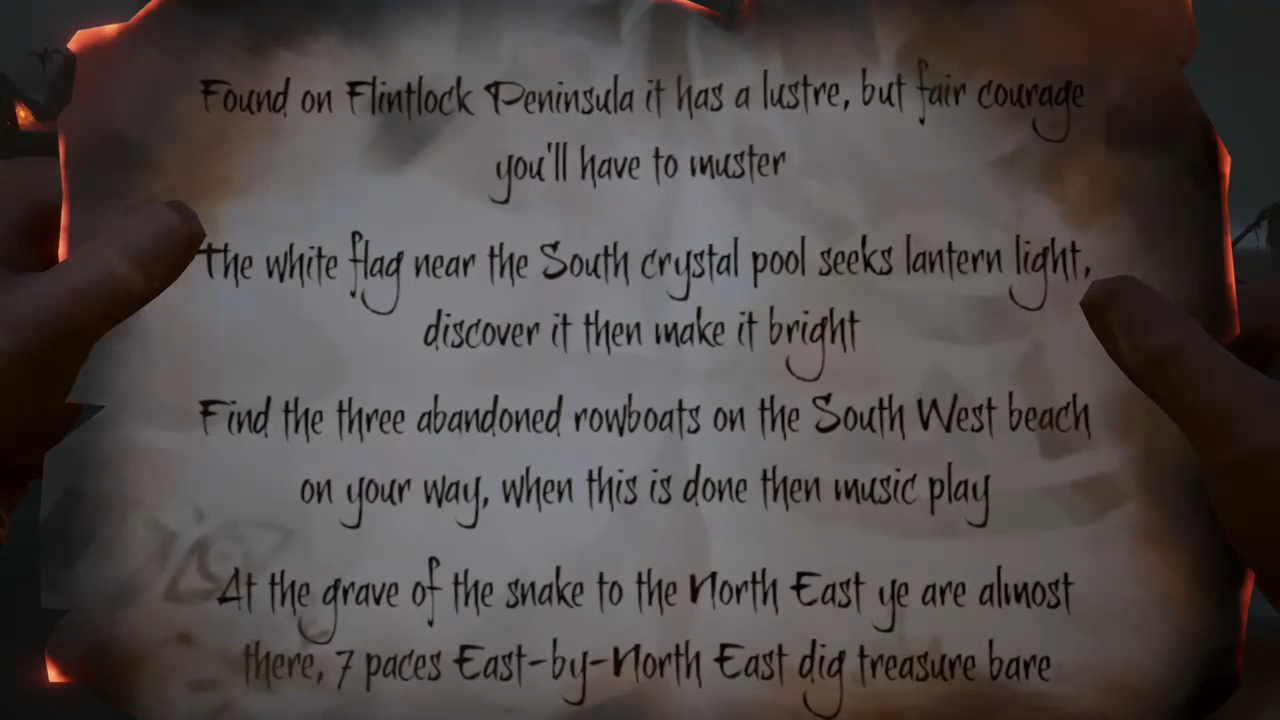 Found on Flintlock Peninsula it has a lustre, but fair courage
you'll have to muster
The white flag near the South crystal pool seeks lantern light,
discover it then make it bright
Find the three abandoned rowboats on the South West beach
on your way, when this is done then music play
At the grave of the snake to the North East ye are almost
there, 7 paces East-by-North East dig treasure bare